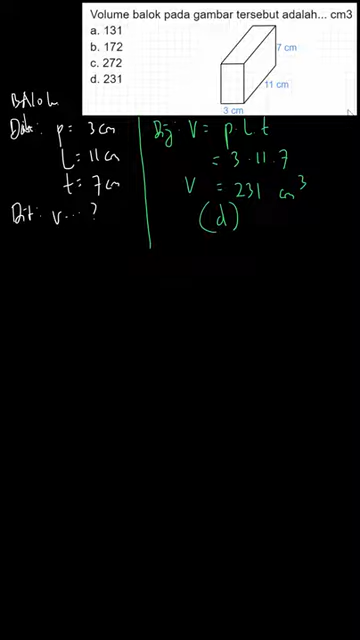 Volume balok pada gambar tersebut adalah... cm3
a. 131
b. 172
c. 272
d. 231
7 cm
11 cm
3 cm
BALOK
Dik: p = 3 cm
L = 11 cm
t = 7 cm
Dit: v... ?
Dij: V = p. L. t
= 3 . 11 . 7
V = 231 cm³
(d)